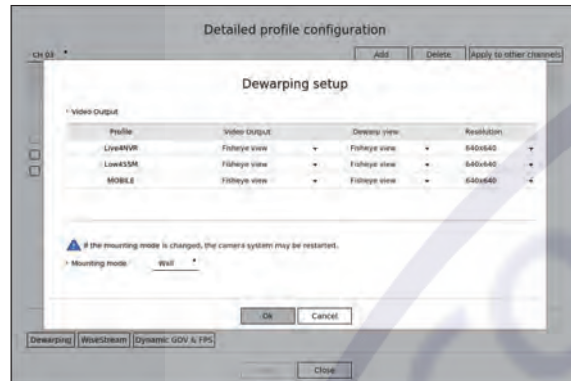 Detailed profile configuration
CH 03
Add Delete Apply to other channels
Dewarping setup
• Video Output
Profile Video Output Dewarp view Resolution
Live4NVR Fisheye view Fisheye view 640x640
Low4SSM Fisheye view Fisheye view 640x640
MOBILE Fisheye view Fisheye view 640x640
If the mounting mode is changed, the camera system may be restarted.
• Mounting mode Wall
Ok Cancel
Dewarping WiseStream Dynamic GOV & FPS
Close